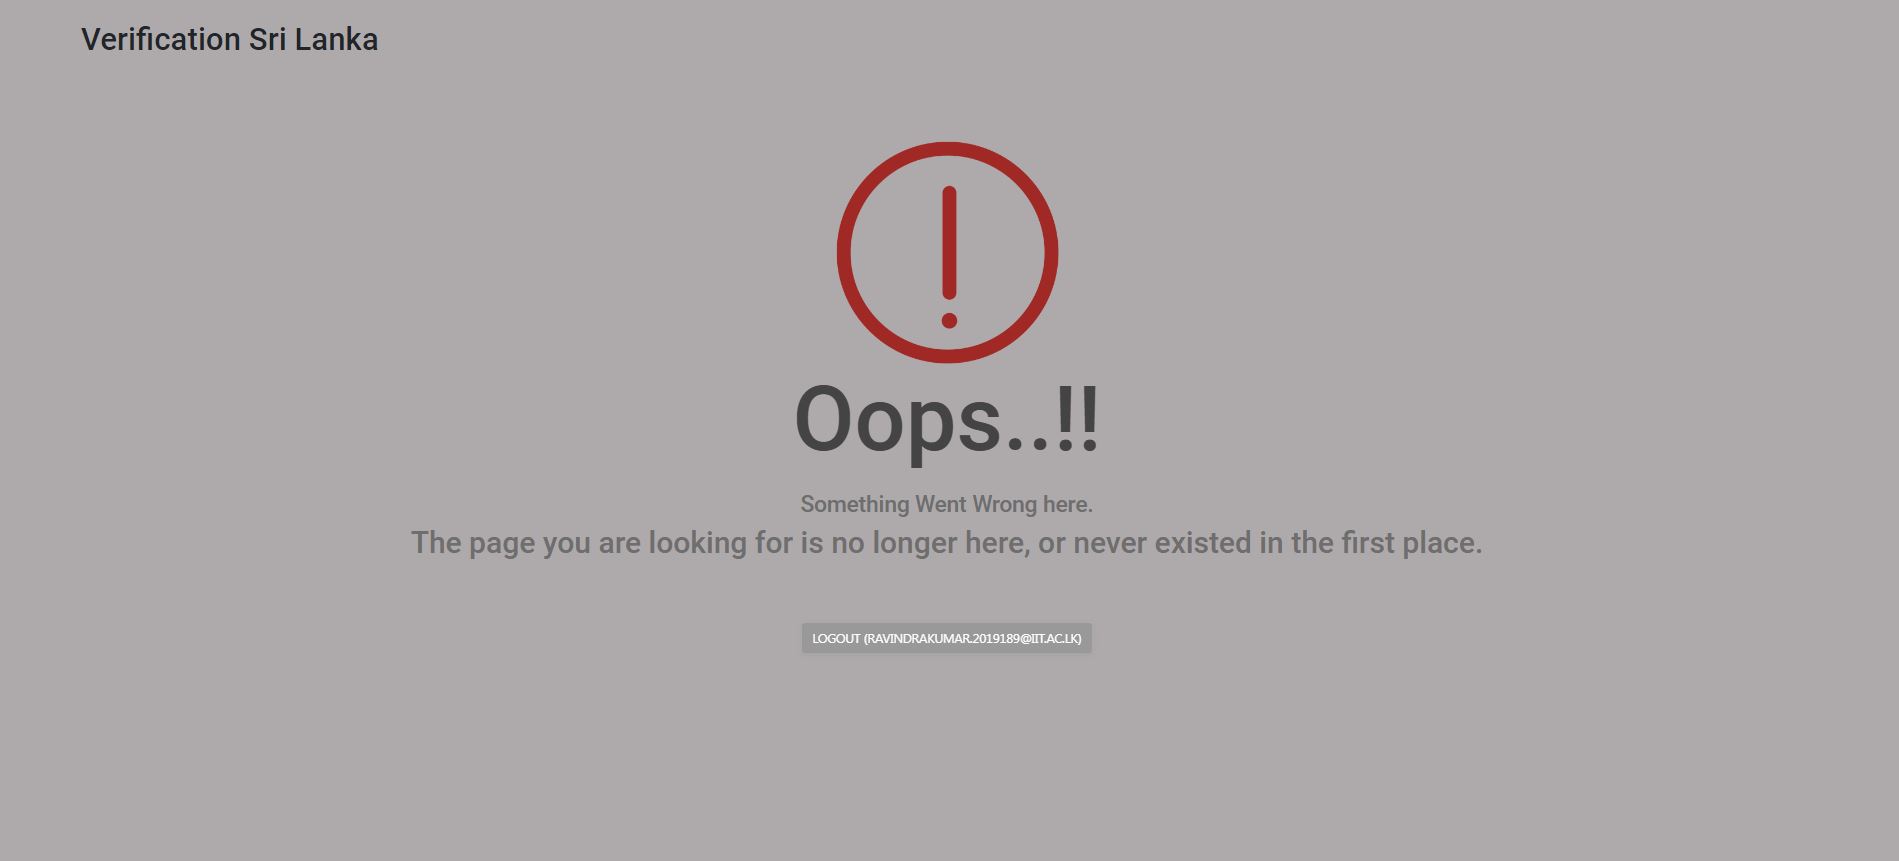 Verification Sri Lanka
Oops..!!
Something Went Wrong here.
The page you are looking for is no longer here, or never existed in the first place.
LOGOUT (RAVINDRAKUMAR.2019189@IIT.AC.LK)